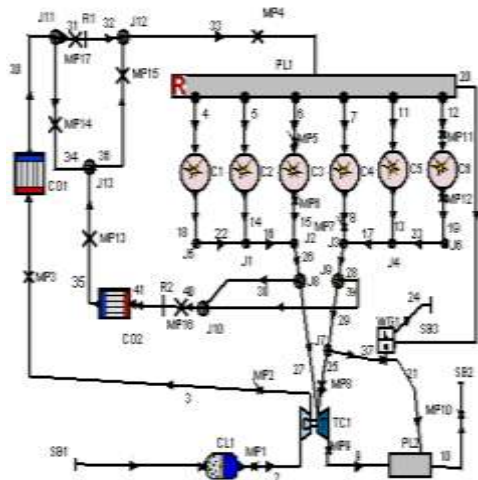 J11 31 R1 32 J12 33 MP4
MP17
PL1
R
MP15
MP14
4 5 6 7 11 12
MP5 MP11
34 36
J13
CO1
C1 C2 C3 C4 C5 C6
MP6 MP12
MP13
18 22 14 16 15 MP7 8 17 13 23 19
J5 J1 J2 J3 J4 J6
MP3
26
35
41 R2 40 38 J8 J9 28
39
CO2 MP16 J10
29
24
WG1
SB3
J7
37
27 25
21
MP2 MP8
3
TC1
MP10
SB2
SB1 CL1 MP1 MP9
PL2
2 9 10